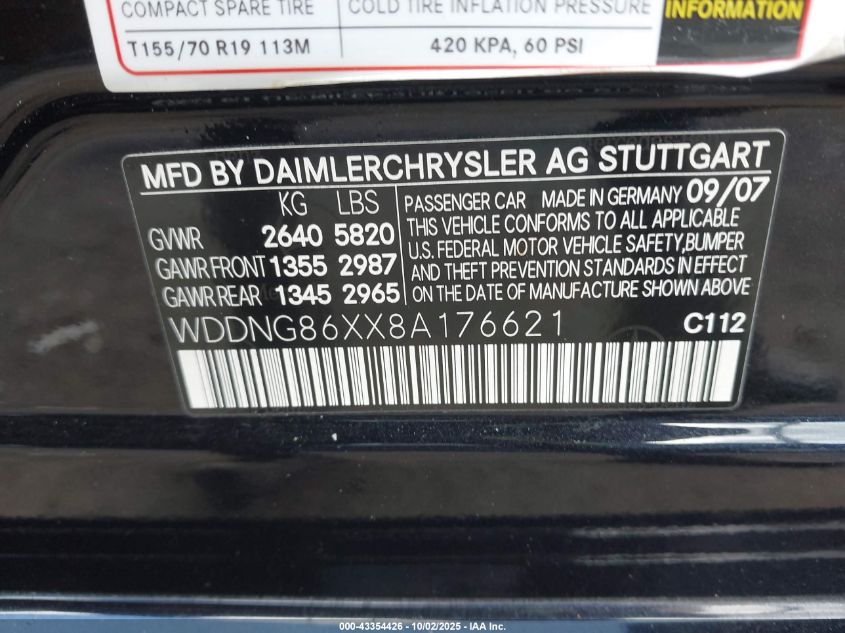 COMPACT SPARE TIRE COLD TIRE INFLATION PRESSURE INFORMATION
T155/70 R19 113M 420 KPA, 60 PSI
MFD BY DAIMLERCHRYSLER AG STUTTGART
KG LBS PASSENGER CAR MADE IN GERMANY 09/07
GVWR 2640 5820 THIS VEHICLE CONFORMS TO ALL APPLICABLE
U.S. FEDERAL MOTOR VEHICLE SAFETY,BUMPER
GAWR FRONT 1355 2987 AND THEFT PREVENTION STANDARDS IN EFFECT
GAWR REAR 1345 2965 ON THE DATE OF MANUFACTURE SHOWN ABOVE
WDDNG86XX8A176621 C112
000-43354426 - 10/02/2025 - IAA Inc.